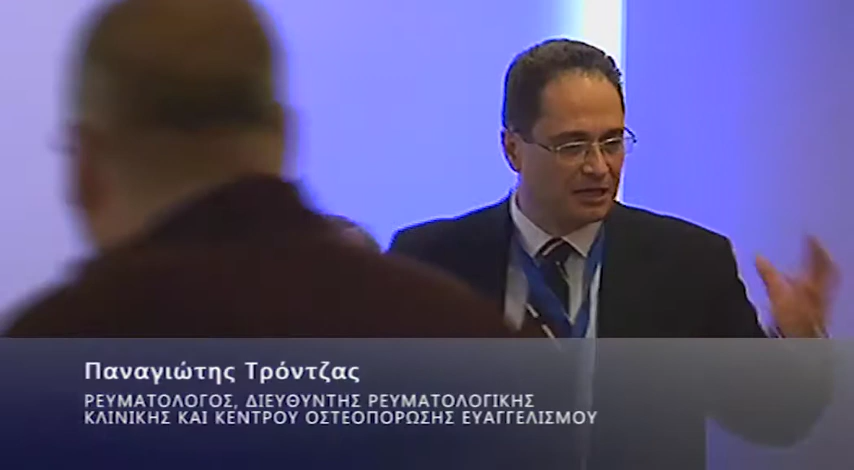 Παναγιώτης Τρόντζας
ΡΕΥΜΑΤΟΛΟΓΟΣ, ΔΙΕΥΘΥΝΤΗΣ ΡΕΥΜΑΤΟΛΟΓΙΚΗΣ
ΚΛΙΝΙΚΗΣ ΚΑΙ ΚΕΝΤΡΟΥ ΟΣΤΕΟΠΟΡΩΣΗΣ ΕΥΑΓΓΕΛΙΣΜΟΥ